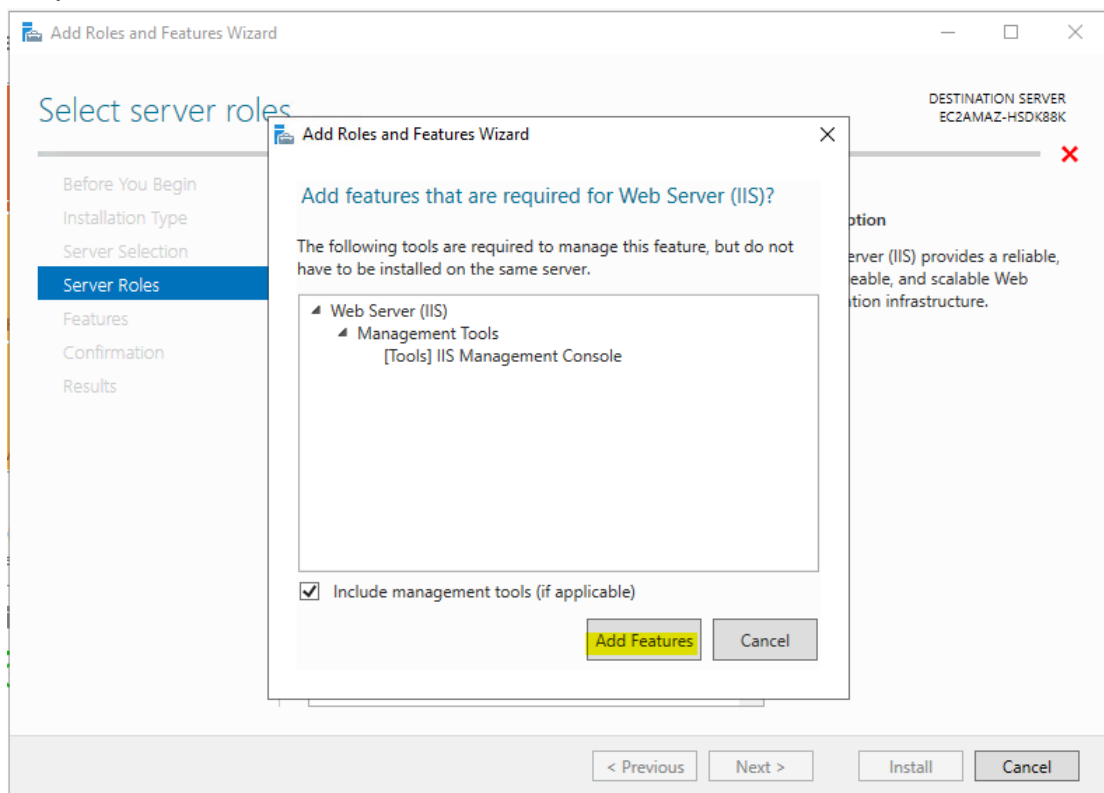 Add Roles and Features Wizard
Select server roles
DESTINATION SERVER
EC2AMAZ-HSDK88K
Before You Begin
Installation Type
Server Selection
Server Roles
Features
Confirmation
Results
Add Roles and Features Wizard
Add features that are required for Web Server (IIS)?
The following tools are required to manage this feature, but do not
have to be installed on the same server.
Web Server (IIS)
Management Tools
[Tools] IIS Management Console
Include management tools (if applicable)
Add Features
Cancel
ption
erver (IIS) provides a reliable,
eable, and scalable Web
tion infrastructure.
< Previous
Next >
Install
Cancel